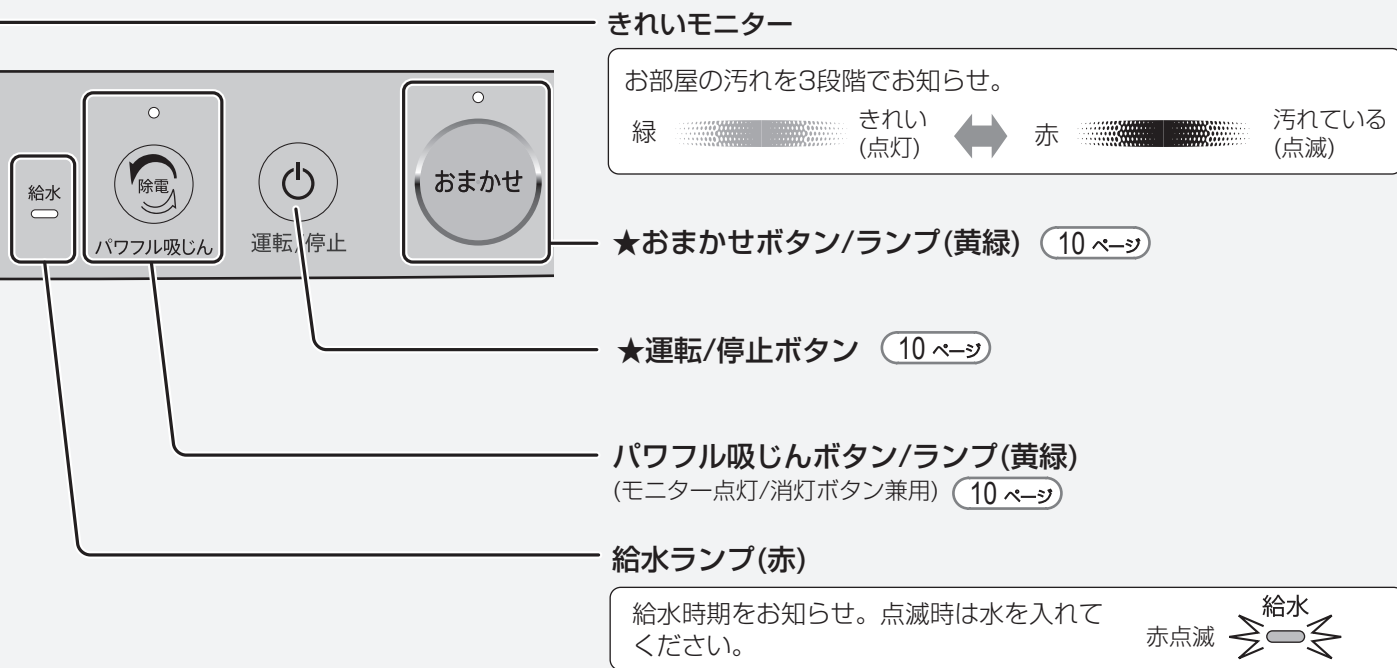 きれいモニター
お部屋の汚れを3段階でお知らせ。
緑 きれい (点灯) 赤 汚れている (点滅)
給水
除電
パワフル吸じん
運転/停止
おまかせ
★おまかせボタン/ランプ(黄緑) 10 ページ
★運転/停止ボタン 10 ページ
パワフル吸じんボタン/ランプ(黄緑)
(モニター点灯/消灯ボタン兼用) 10 ページ
給水ランプ(赤)
給水時期をお知らせ。点滅時は水を入れて
ください。
赤点滅 給水